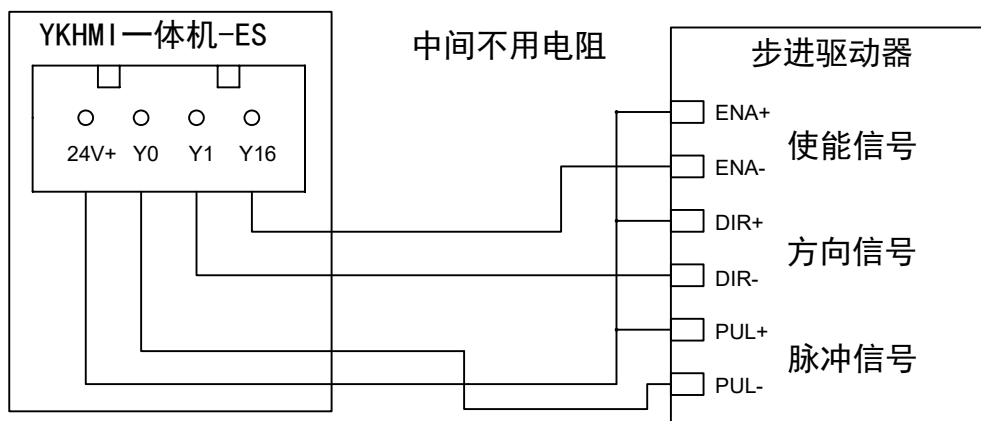 YKHMI一体机-ES
24V+ Y0 Y1 Y16
中间不用电阻
步进驱动器
ENA+
使能信号
ENA-
DIR+
方向信号
DIR-
PUL+
脉冲信号
PUL-